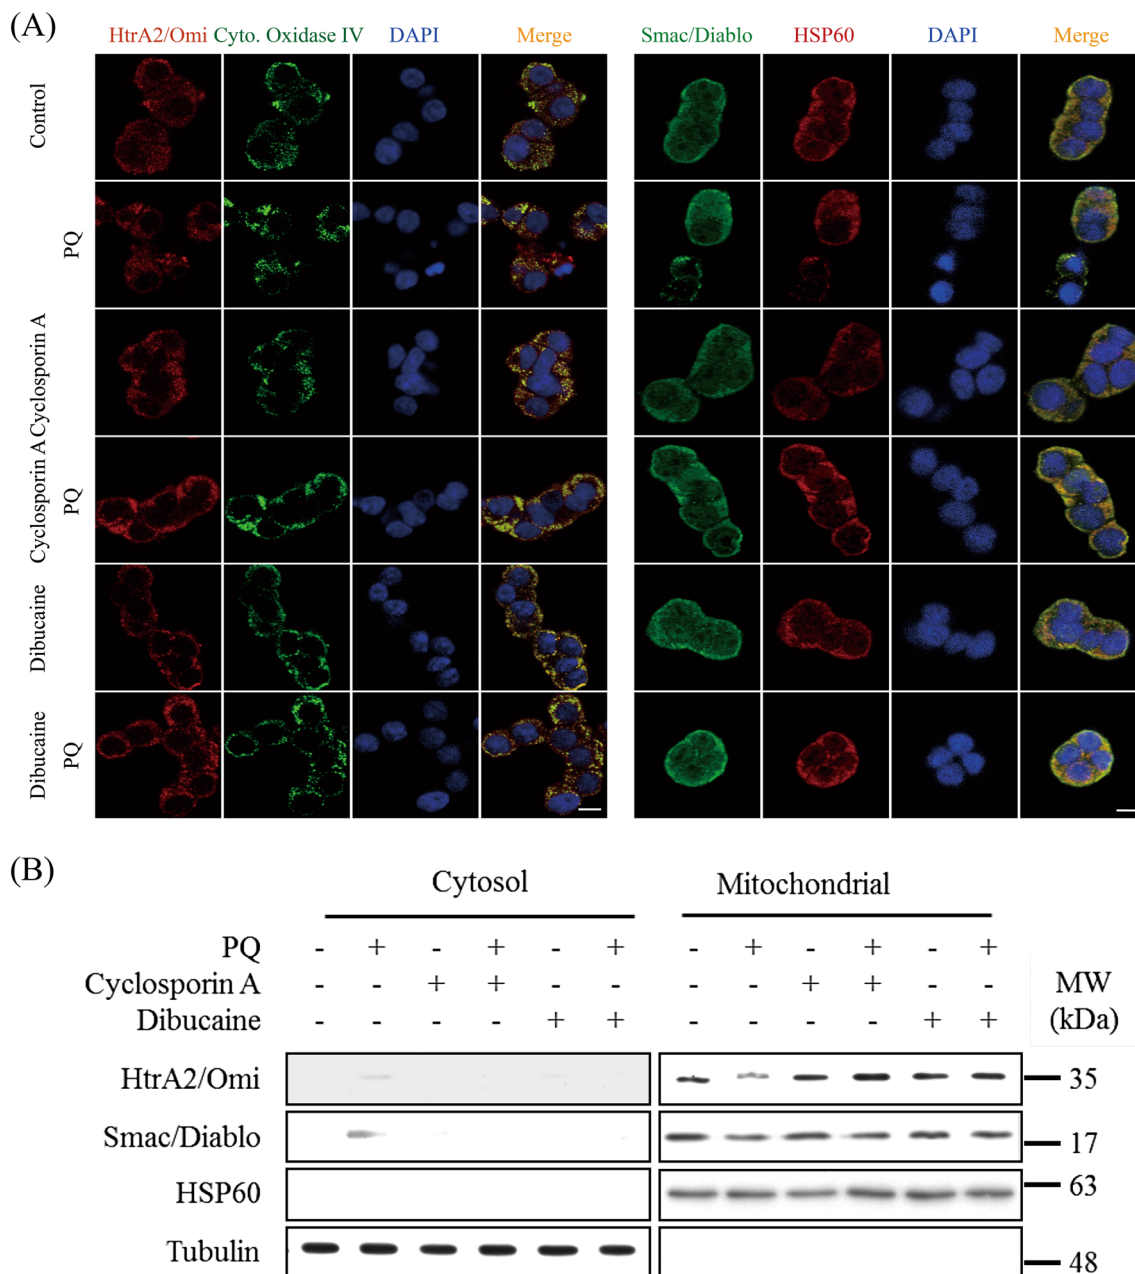 (A)
HtrA2/Omi Cyto. Oxidase IV DAPI Merge Smac/Diablo HSP60 DAPI Merge
Control
PQ
Cyclosporin A
Cyclosporin A
PQ
Dibucaine
Dibucaine
PQ
(B)
Cytosol Mitochondrial
PQ - + - + - + - + - + - +
Cyclosporin A - - + + - - - - + + - - MW
Dibucaine - - - - + + - - - - + + (kDa)
HtrA2/Omi 35
Smac/Diablo 17
HSP60 63
Tubulin 48